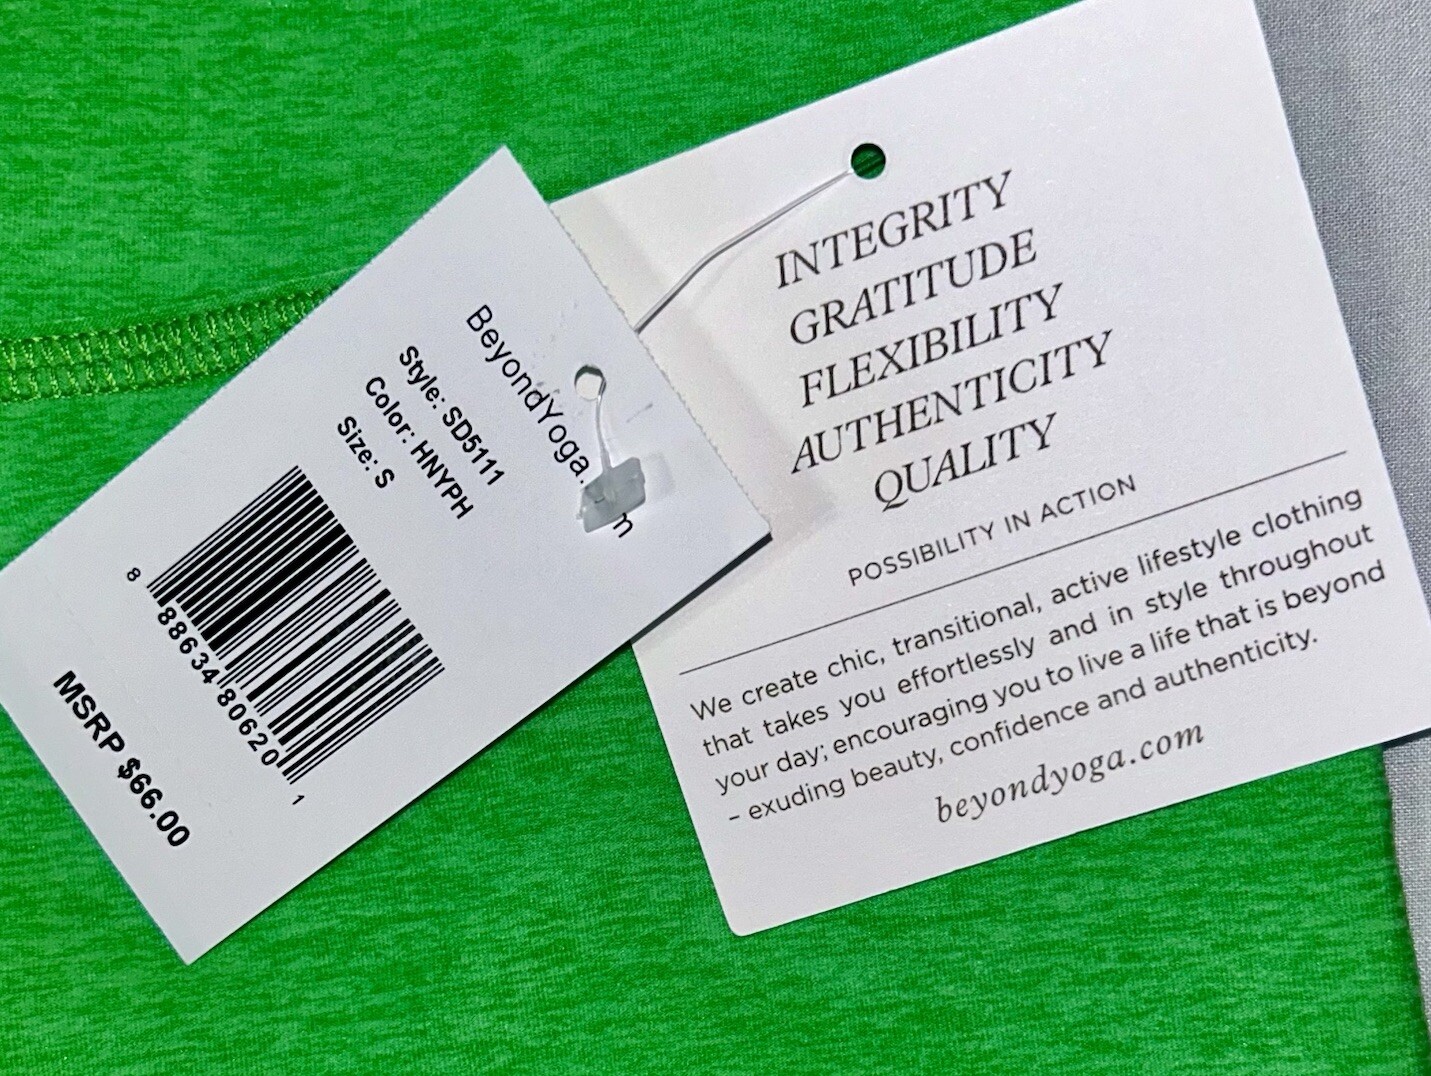 BeyondYoga. m
Style: SD5111
Color: HNYPH
Size: S
8 88634 80620 1
MSRP $66.00
INTEGRITY
GRATITUDE
FLEXIBILITY
AUTHENTICITY
QUALITY
POSSIBILITY IN ACTION
We create chic, transitional, active lifestyle clothing
that takes you effortlessly and in style throughout
your day; encouraging you to live a life that is beyond
– exuding beauty, confidence and authenticity.
beyondyoga.com